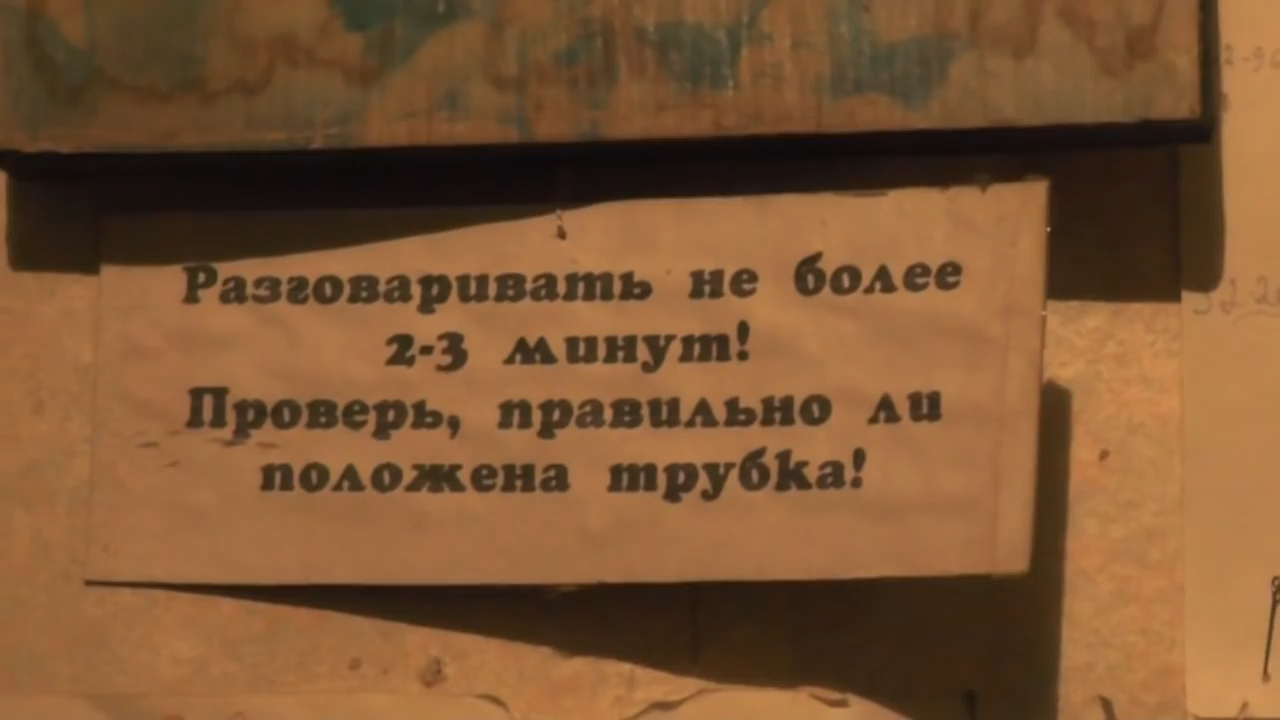 Разговаривать не более
2-3 минут!
Проверь, правильно ли
положена трубка!